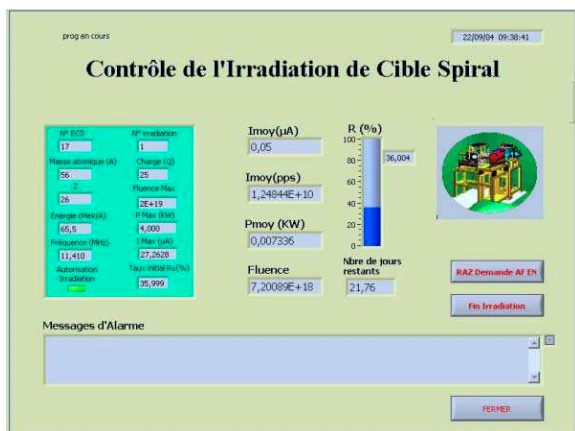 prog en cours
22/09/04 09:38:41
Contrôle de l'Irradiation de Cible Spiral
N° ECS
N° Irradiation
17
1
Masse atomique (A)
Charge (Q)
56
25
Z
Fluence Max
26
2E+19
Energie (MeV/A)
P Max (kW)
65,5
4,000
Fréquence (MHz)
I Max (µA)
11,410
27,2628
Autorisation
Irradiation
Taux initial Ro(%)
35,999
Imoy(µA)
0,05
Imoy(pps)
1,24844E+10
Pmoy (KW)
0,007336
Fluence
7,20089E+18
R (%)
100
80
60
40
20
0
36,004
Nbre de jours
restants
21,76
RAZ Demande AF EN
Fin Irradiation
Messages d'Alarme
FERMER